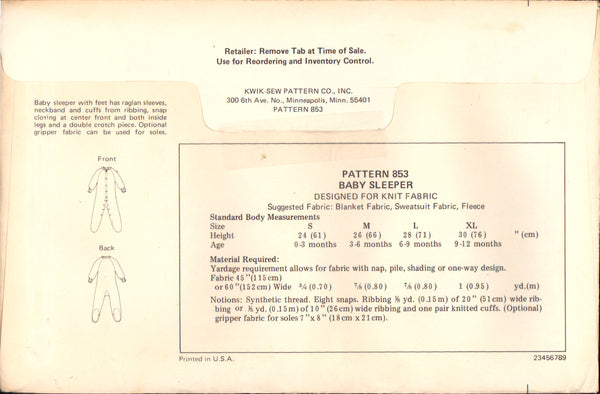 Retailer: Remove Tab at Time of Sale.
Use for Reordering and Inventory Control.
KWIK·SEW PATTERN CO., INC.
300 6th Ave. No., Minneapolis, Minn. 55401
PATTERN 853
Baby sleeper with feet has raglan sleeves,
neckband and cuffs from ribbing, snap
closing at center front and both inside
legs and a double crotch piece. Optional
gripper fabric can be used for soles.
Front
Back
PATTERN 853
BABY SLEEPER
DESIGNED FOR KNIT FABRIC
Suggested Fabric: Blanket Fabric, Sweatsuit Fabric, Fleece
Standard Body Measurements
Size S M L XL
Height 24 (61) 26 (66) 28 (71) 30 (76) " (cm)
Age 0-3 months 3-6 months 6-9 months 9-12 months
Material Required:
Yardage requirement allows for fabric with nap, pile, shading or one-way design.
Fabric 45" (115 cm)
or 60" (152 cm) Wide ¾ (0.70) ⅞ (0.80) ⅞ (0.80) 1 (0.95) yd.(m)
Notions: Synthetic thread. Eight snaps. Ribbing yd. (0.15 m) of 20" (51 cm) wide rib-
bing or yd. (0.15 m) of 10" (26 cm) wide ribbing and one pair knitted cuffs. (Optional)
gripper fabric for soles 7" x 8" (18 cm x 21 cm).
Printed in U.S.A.
23456789